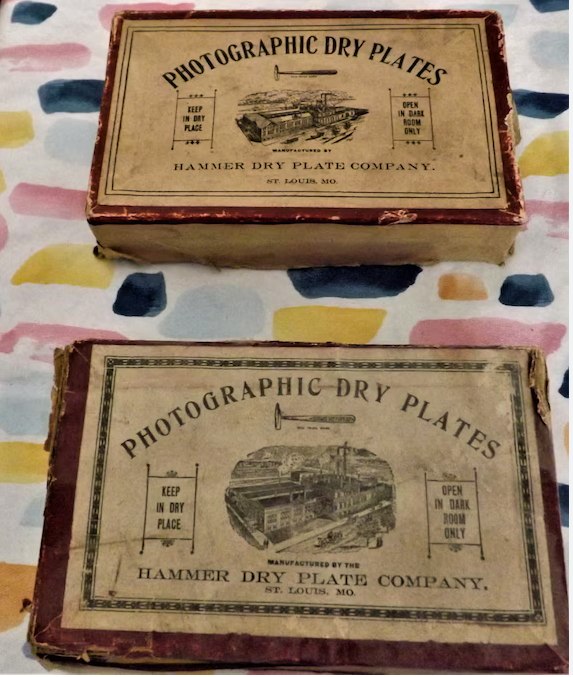 PHOTOGRAPHIC DRY PLATES
KEEP
IN DRY
PLACE
OPEN
IN DARK
ROOM
ONLY
MANUFACTURED BY
HAMMER DRY PLATE COMPANY.
ST. LOUIS, MO.
PHOTOGRAPHIC DRY PLATES
KEEP
IN DRY
PLACE
OPEN
IN DARK
ROOM
ONLY
MANUFACTURED BY THE
HAMMER DRY PLATE COMPANY,
ST. LOUIS, MO.